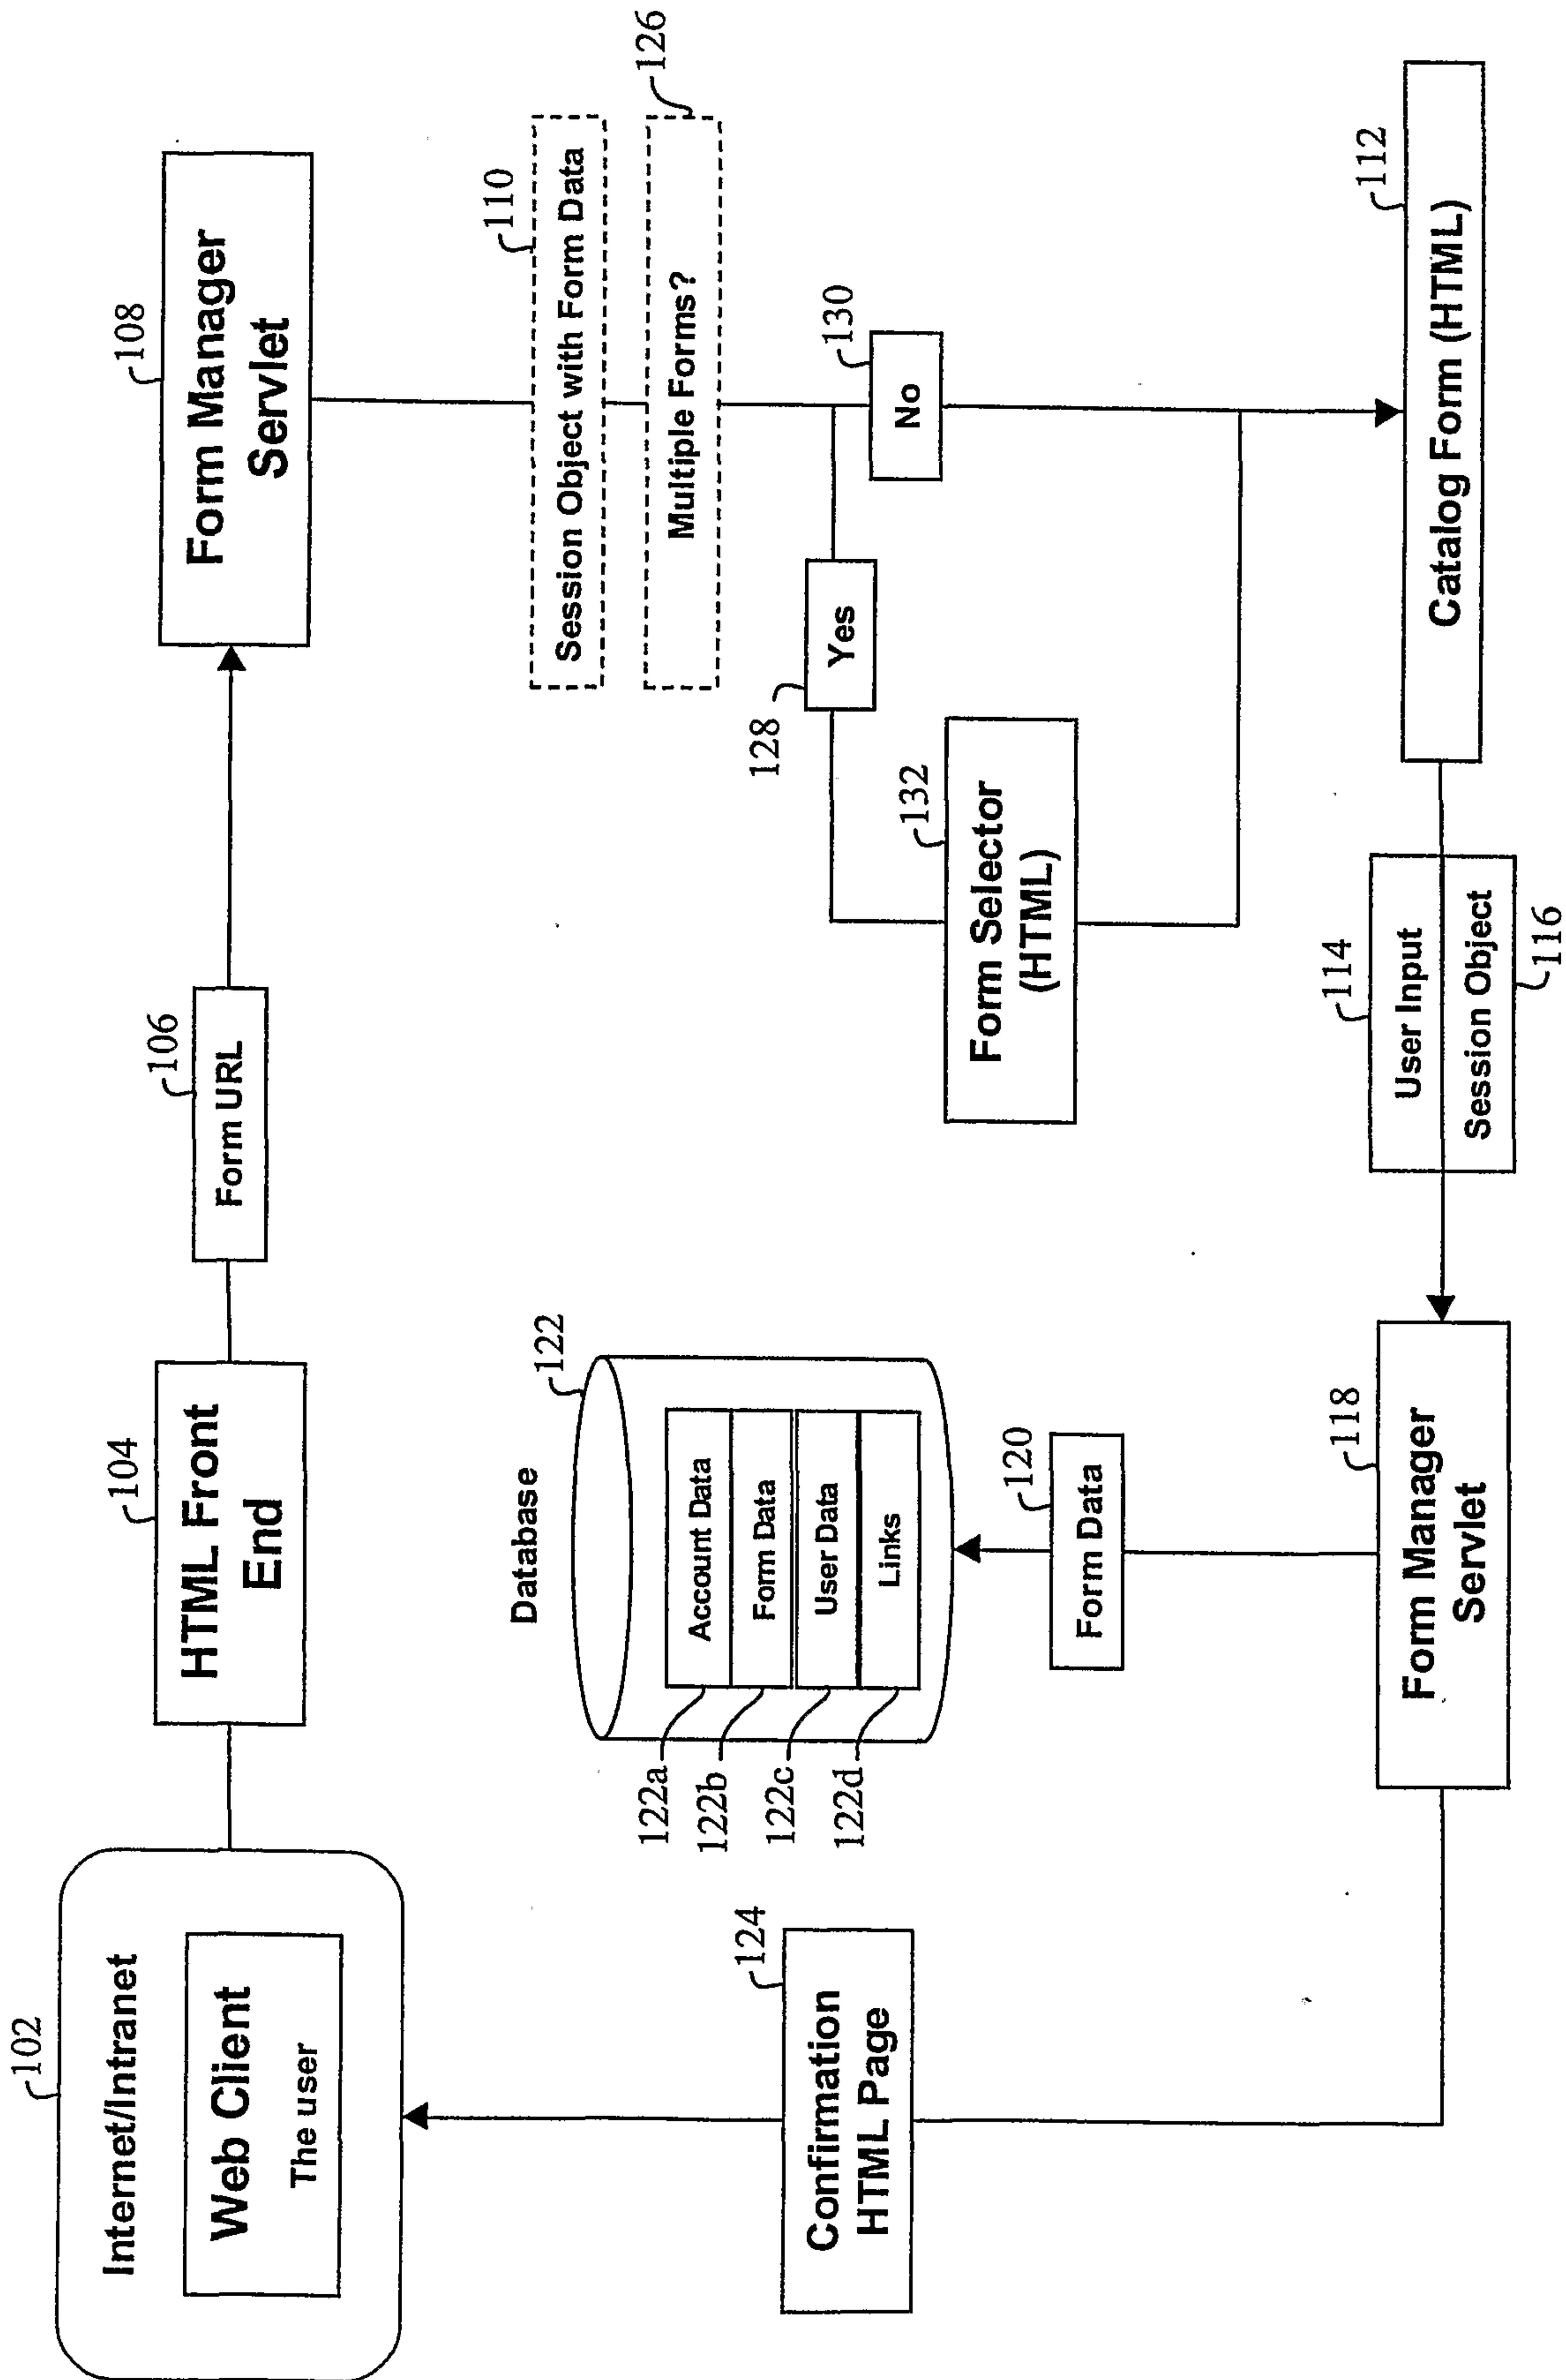 102
Internet/Intranet
Web Client
The user
104
HTML Front
End
106
Form URL
108
Form Manager
Servlet
110
Session Object with Form Data
126
Multiple Forms?
128
Yes
130
No
132
Form Selector
(HTML)
112
Catalog Form (HTML)
114
User Input
Session Object
116
118
Form Manager
Servlet
120
Form Data
Database
122
Account Data
Form Data
User Data
Links
122a
122b
122c
122d
124
Confirmation
HTML Page